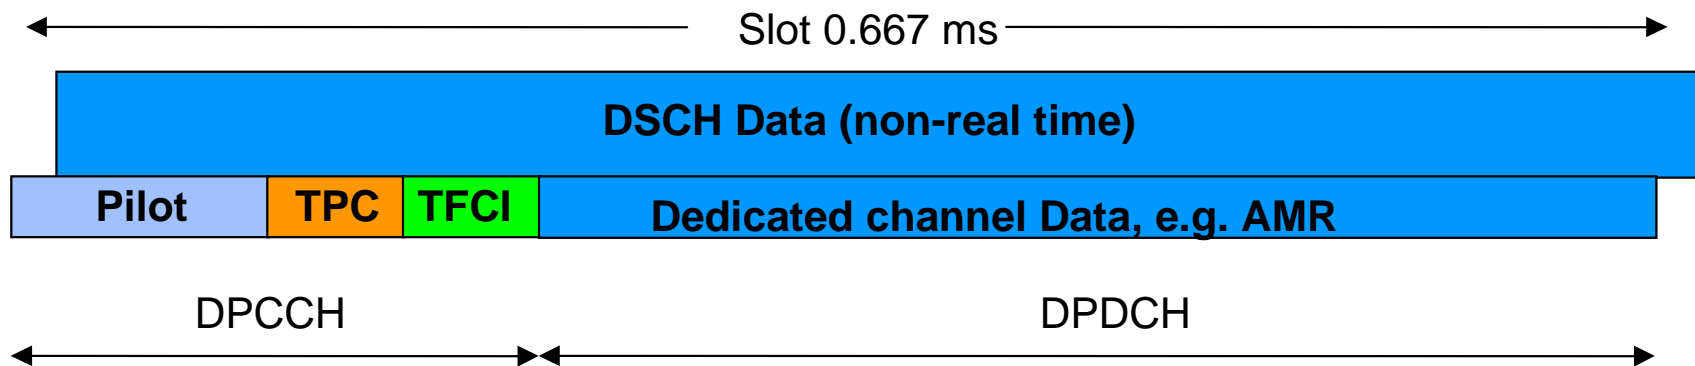 Slot 0.667 ms
DSCH Data (non-real time)
Pilot TPC TFCI Dedicated channel Data, e.g. AMR
DPCCH DPDCH